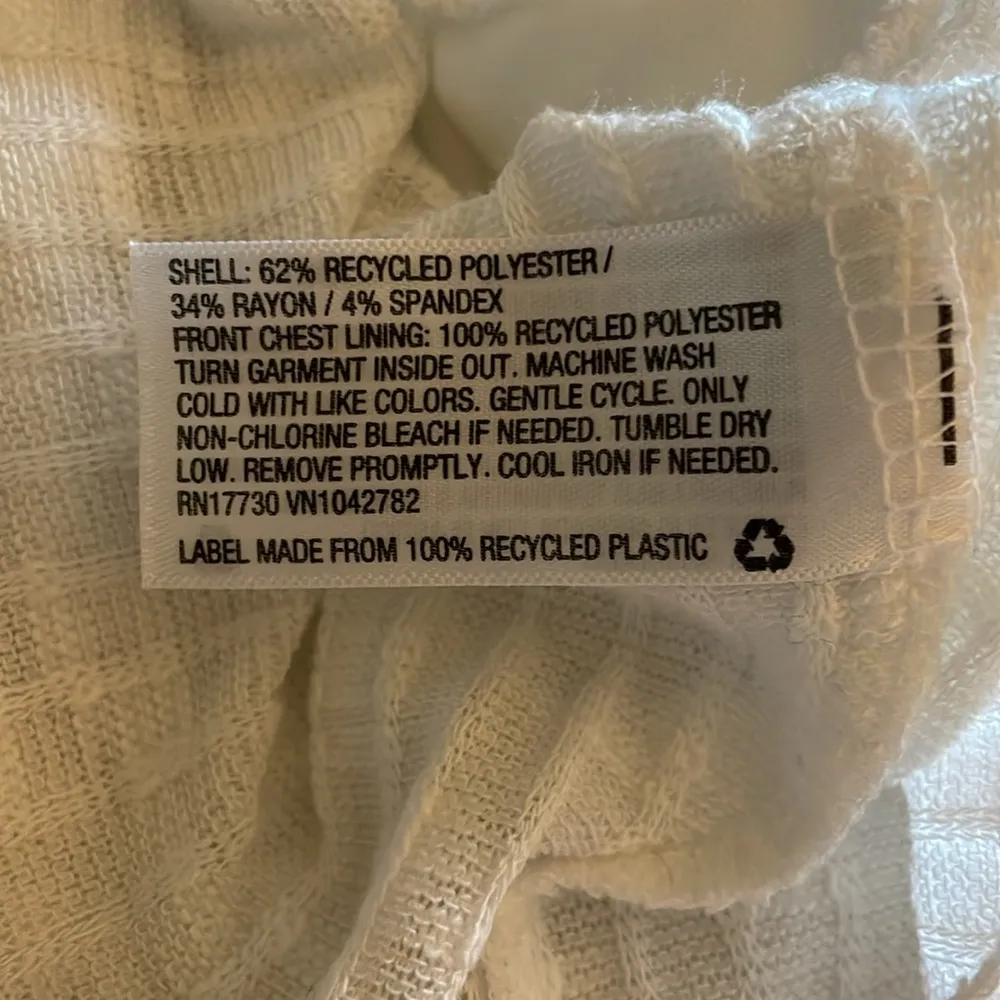 SHELL: 62% RECYCLED POLYESTER /
34% RAYON / 4% SPANDEX
FRONT CHEST LINING: 100% RECYCLED POLYESTER
TURN GARMENT INSIDE OUT. MACHINE WASH
COLD WITH LIKE COLORS. GENTLE CYCLE. ONLY
NON-CHLORINE BLEACH IF NEEDED. TUMBLE DRY
LOW. REMOVE PROMPTLY. COOL IRON IF NEEDED.
RN17730 VN1042782
LABEL MADE FROM 100% RECYCLED PLASTIC